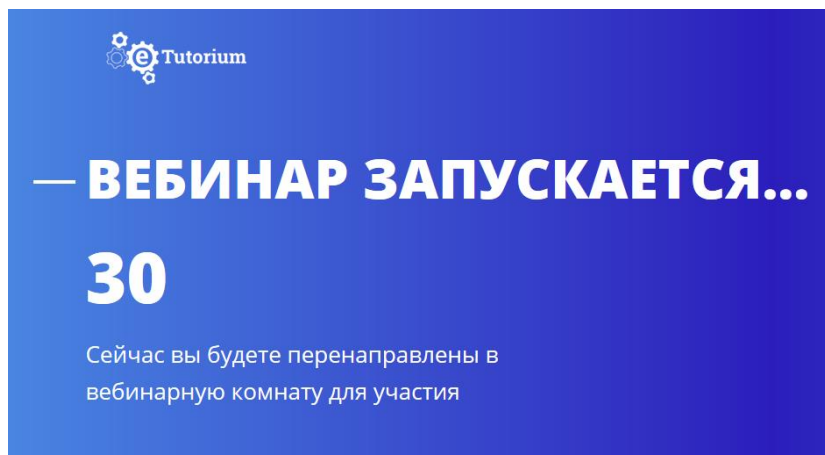 eTutorium
— ВЕБИНАР ЗАПУСКАЕТСЯ...
30
Сейчас вы будете перенаправлены в
вебинарную комнату для участия